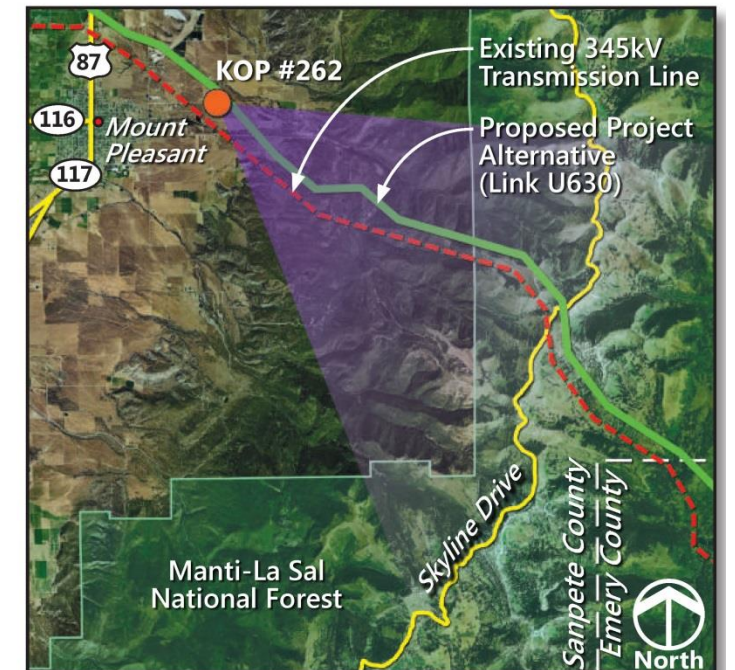 87
KOP #262
Existing 345kV
Transmission Line
116
Mount
Pleasant
Proposed Project
Alternative
(Link U630)
117
Skyline Drive
Manti-La Sal
National Forest
Sanpete County
Emery County
North